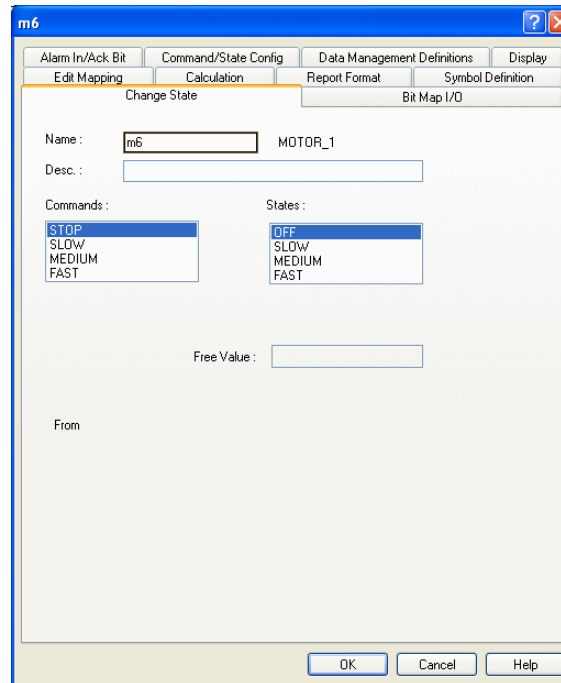 m6
Alarm In/Ack Bit Command/State Config Data Management Definitions Display
Edit Mapping Calculation Report Format Symbol Definition
Change State Bit Map I/O
Name : m6 MOTOR_1
Desc. :
Commands : States :
STOP OFF
SLOW SLOW
MEDIUM MEDIUM
FAST FAST
Free Value :
From
OK Cancel Help